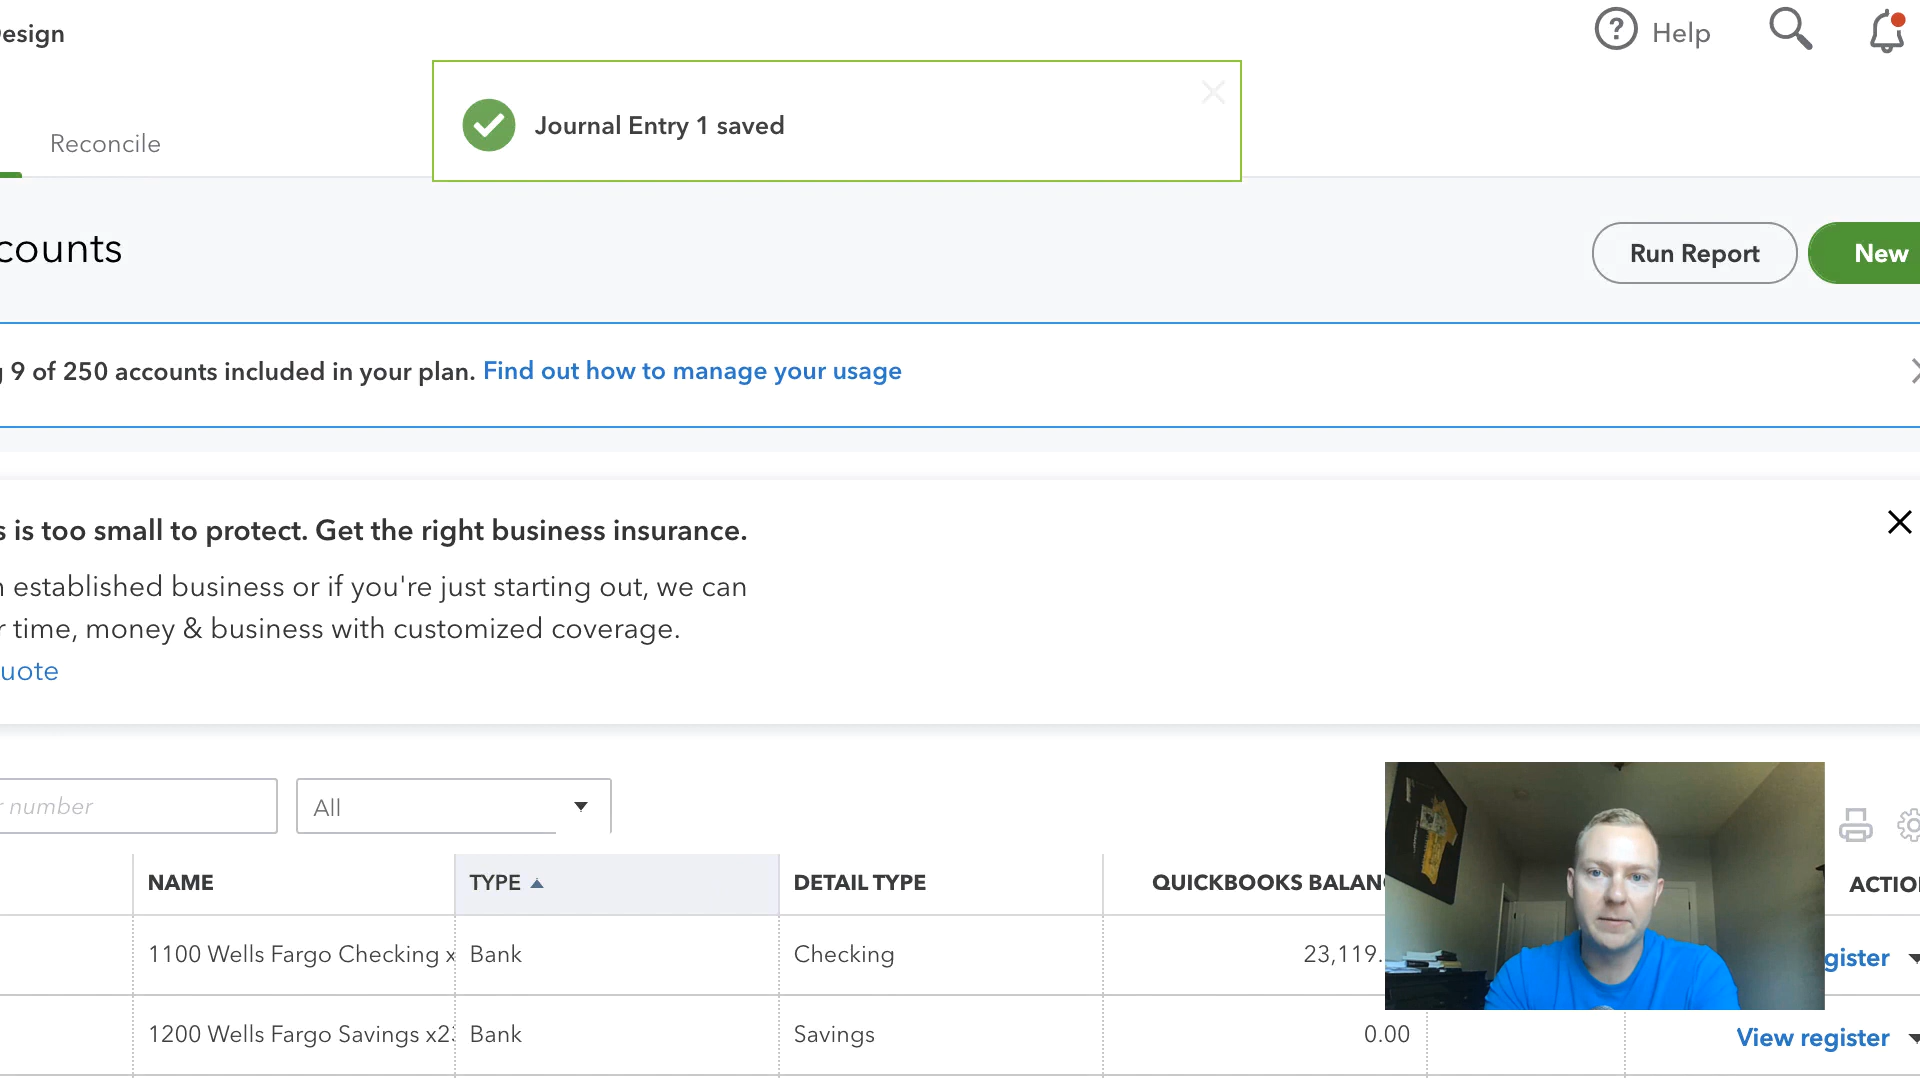 esign
Help
Journal Entry 1 saved
Reconcile
counts
Run Report
New
9 of 250 accounts included in your plan. Find out how to manage your usage
s is too small to protect. Get the right business insurance.
established business or if you're just starting out, we can
r time, money & business with customized coverage.
uote
r number
All
NAME
TYPE
DETAIL TYPE
QUICKBOOKS BALANC
ACTIO
1100 Wells Fargo Checking x
Bank
Checking
23,119.
gister
1200 Wells Fargo Savings x2
Bank
Savings
0.00
View register